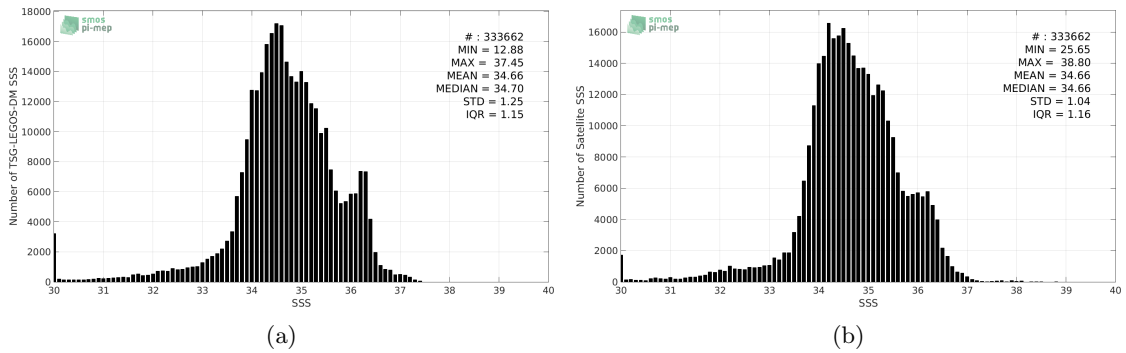 smos
pi-mep
# : 333662
MIN = 12.88
MAX = 37.45
MEAN = 34.66
MEDIAN = 34.70
STD = 1.25
IQR = 1.15
Number of TSG-LEGOS-DM SSS
18000
16000
14000
12000
10000
8000
6000
4000
2000
0
30 31 32 33 34 35 36 37 38 39 40
SSS
(a)
smos
pi-mep
# : 333662
MIN = 25.65
MAX = 38.80
MEAN = 34.66
MEDIAN = 34.66
STD = 1.04
IQR = 1.16
Number of Satellite SSS
16000
14000
12000
10000
8000
6000
4000
2000
0
30 31 32 33 34 35 36 37 38 39 40
SSS
(b)